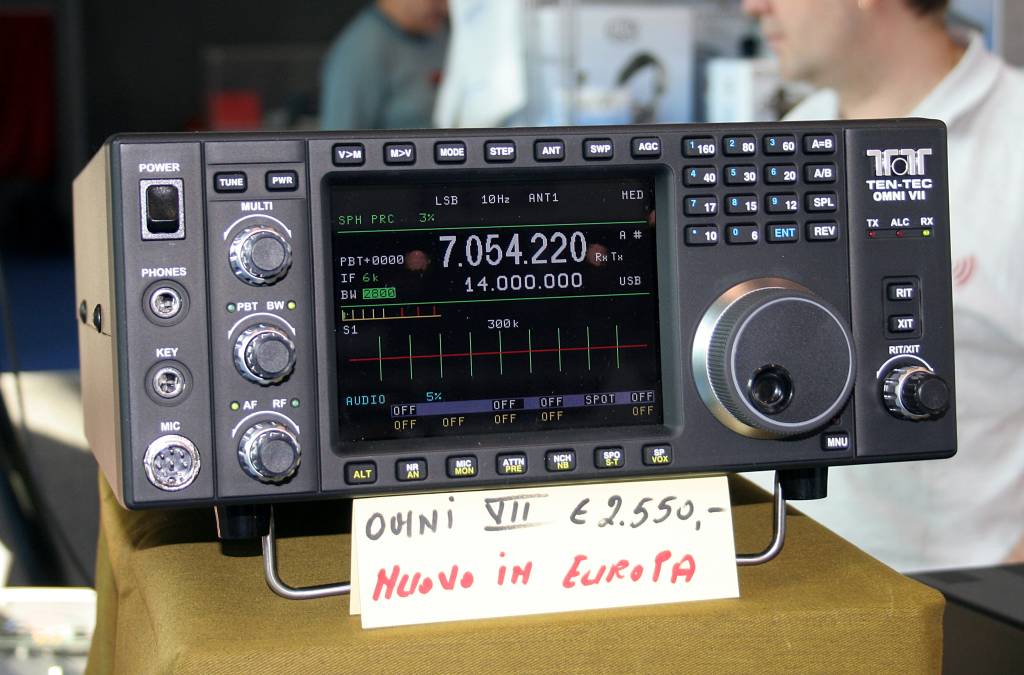 POWER
PHONES
KEY
MIC
TUNE PWR
MULTI
PBT BW
AF RF
V>M M>V MODE STEP ANT SWP AGC
LSB 10Hz ANT1 MED
SPH PRC 3%
7.054.220 A #
RxTx
PBT+0000
IF 6k 14.000.000 USB
BW 2800
S1 300k
AUDIO 5%
OFF OFF OFF SPOT OFF
OFF OFF OFF OFF OFF
ALT NR AN MIC MON ATTN PRE NCH NB SPO S-T SP VOX
1 160 2 80 3 60 A=B
4 40 5 30 6 20 A/B
7 17 8 15 9 12 SPL
* 10 0 6 ENT REV
TEN-TEC
OMNI VII
TX ALC RX
RIT
XIT
RIT/XIT
MNU
OMNI VII € 2.550,-
NUOVO IN EUROPA